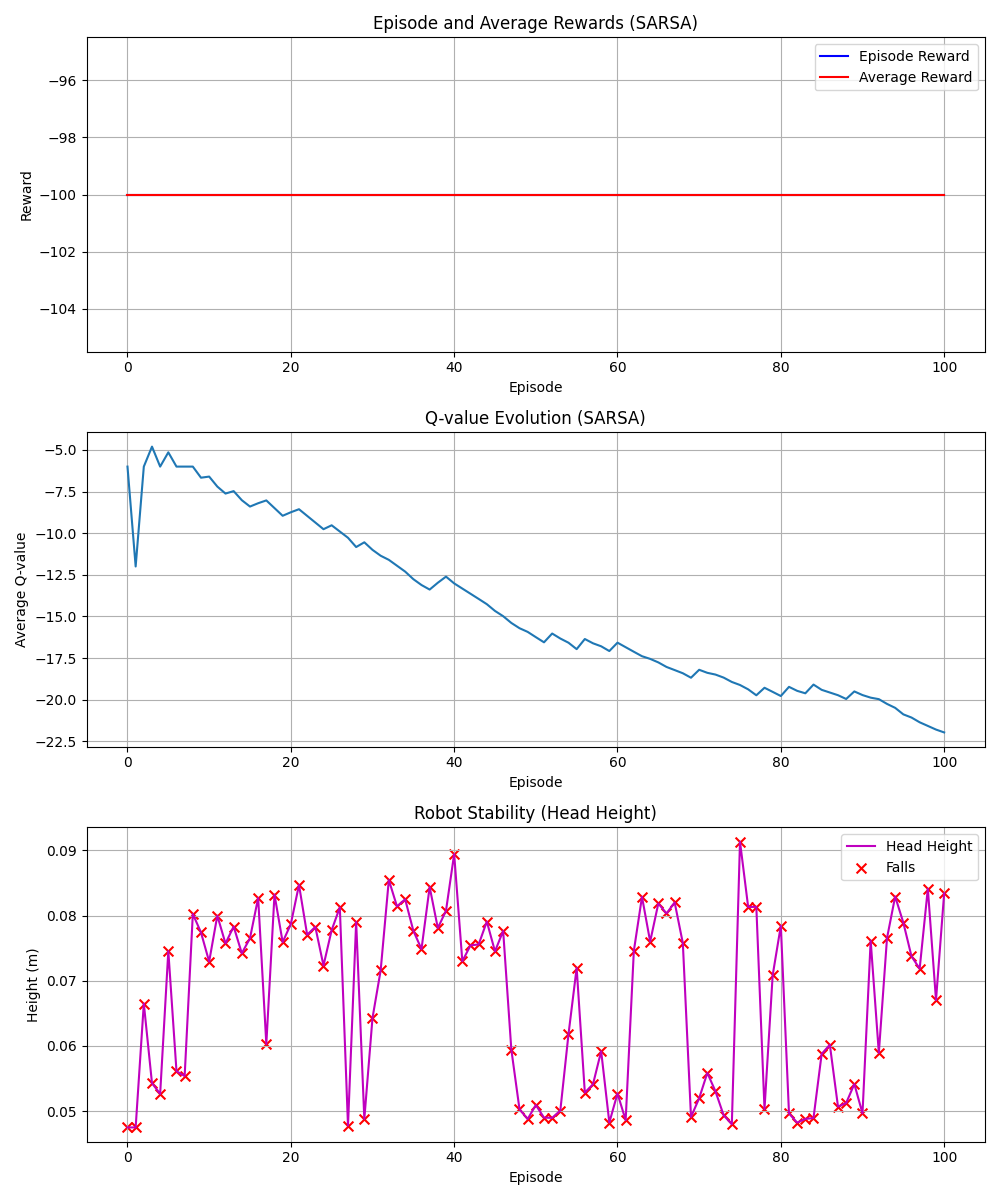 Episode and Average Rewards (SARSA)
Episode Reward
Average Reward
Reward
−96
−98
−100
−102
−104
0 20 40 60 80 100
Episode
Q-value Evolution (SARSA)
Average Q-value
−5.0
−7.5
−10.0
−12.5
−15.0
−17.5
−20.0
−22.5
0 20 40 60 80 100
Episode
Robot Stability (Head Height)
Head Height
Falls
Height (m)
0.09
0.08
0.07
0.06
0.05
0 20 40 60 80 100
Episode